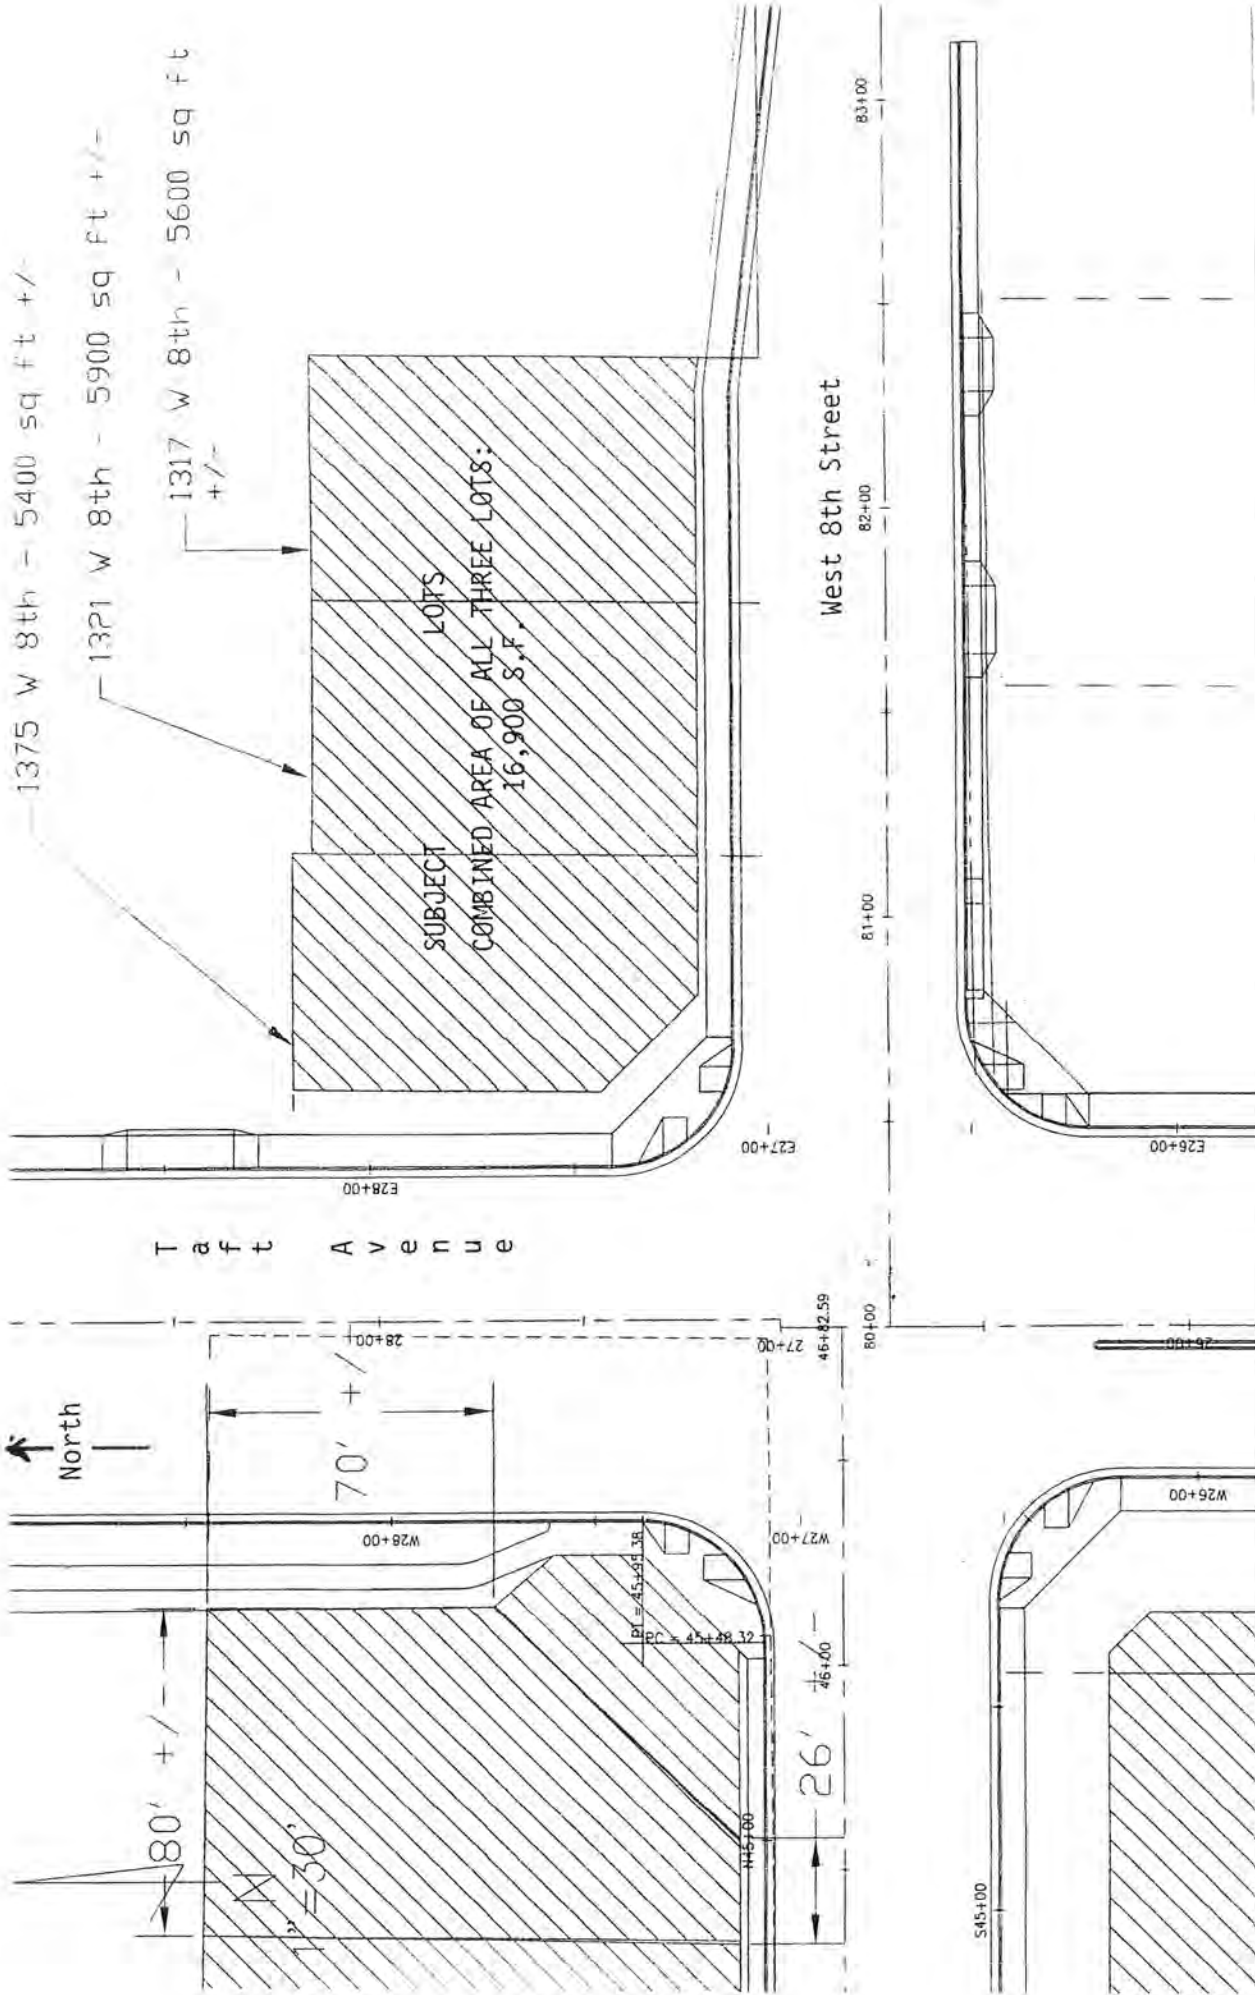 1375 W 8th - 5400 sq ft +/-
1321 W 8th - 5900 sq ft +/-
1317 W 8th - 5600 sq ft
+/-
SUBJECT LOTS
COMBINED AREA OF ALL THREE LOTS:
16,900 S.F.
West 8th Street
80+00
81+00
82+00
83+00
46+82.59
Taft Avenue
E28+00
E27+00
E26+00
28+00
27+00
26+00
North
70' +/-
80' +/-
1"=30'
W28+00
W27+00
W26+00
PT = 45+95.38
PC = 45+48.32
46+00
26' +/-
N45+00
S45+00